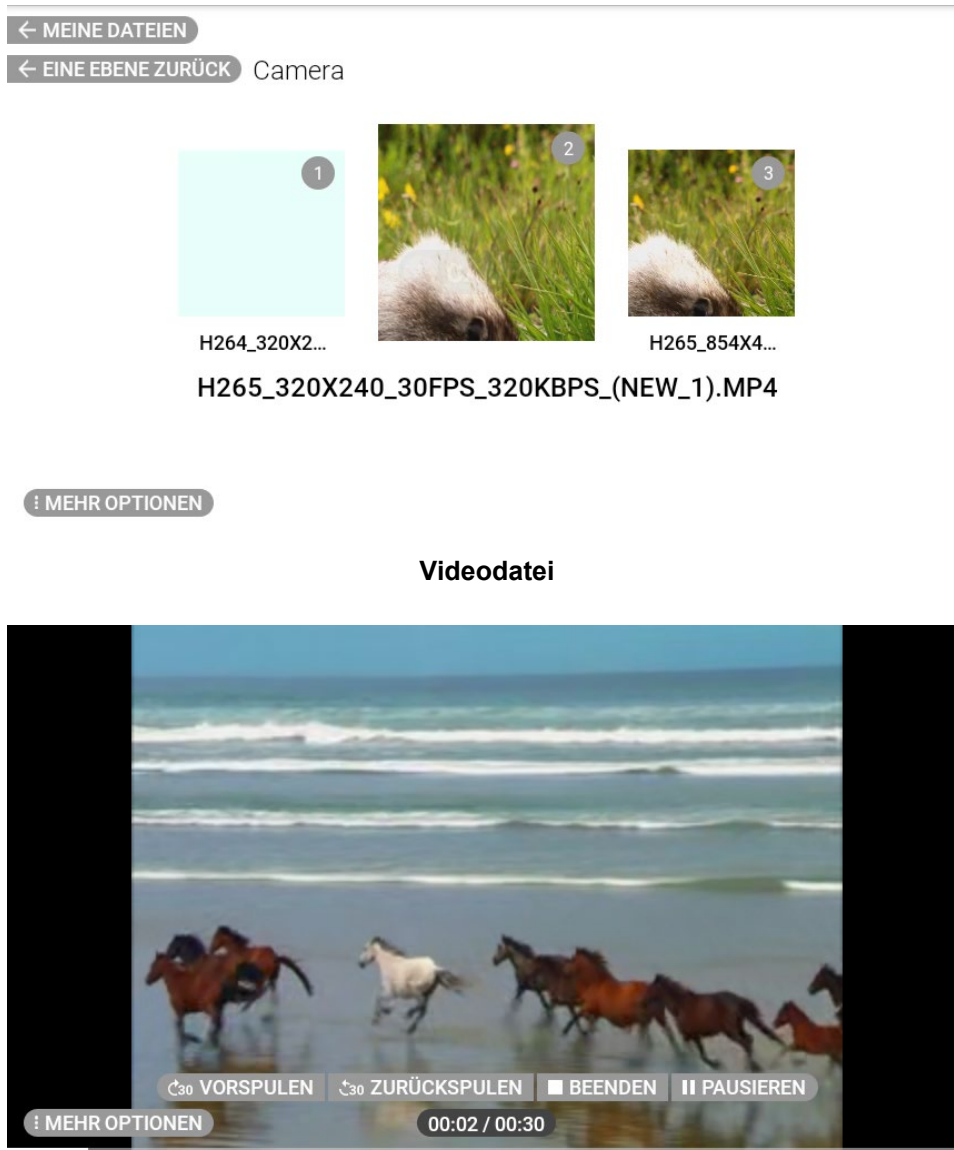 ← MEINE DATEIEN
← EINE EBENE ZURÜCK Camera
1
2
3
H264_320X2...
H265_854X4...
H265_320X240_30FPS_320KBPS_(NEW_1).MP4
⋮ MEHR OPTIONEN
Videodatei
30 VORSPULEN 30 ZURÜCKSPULEN BEENDEN PAUSIEREN
⋮ MEHR OPTIONEN 00:02 / 00:30